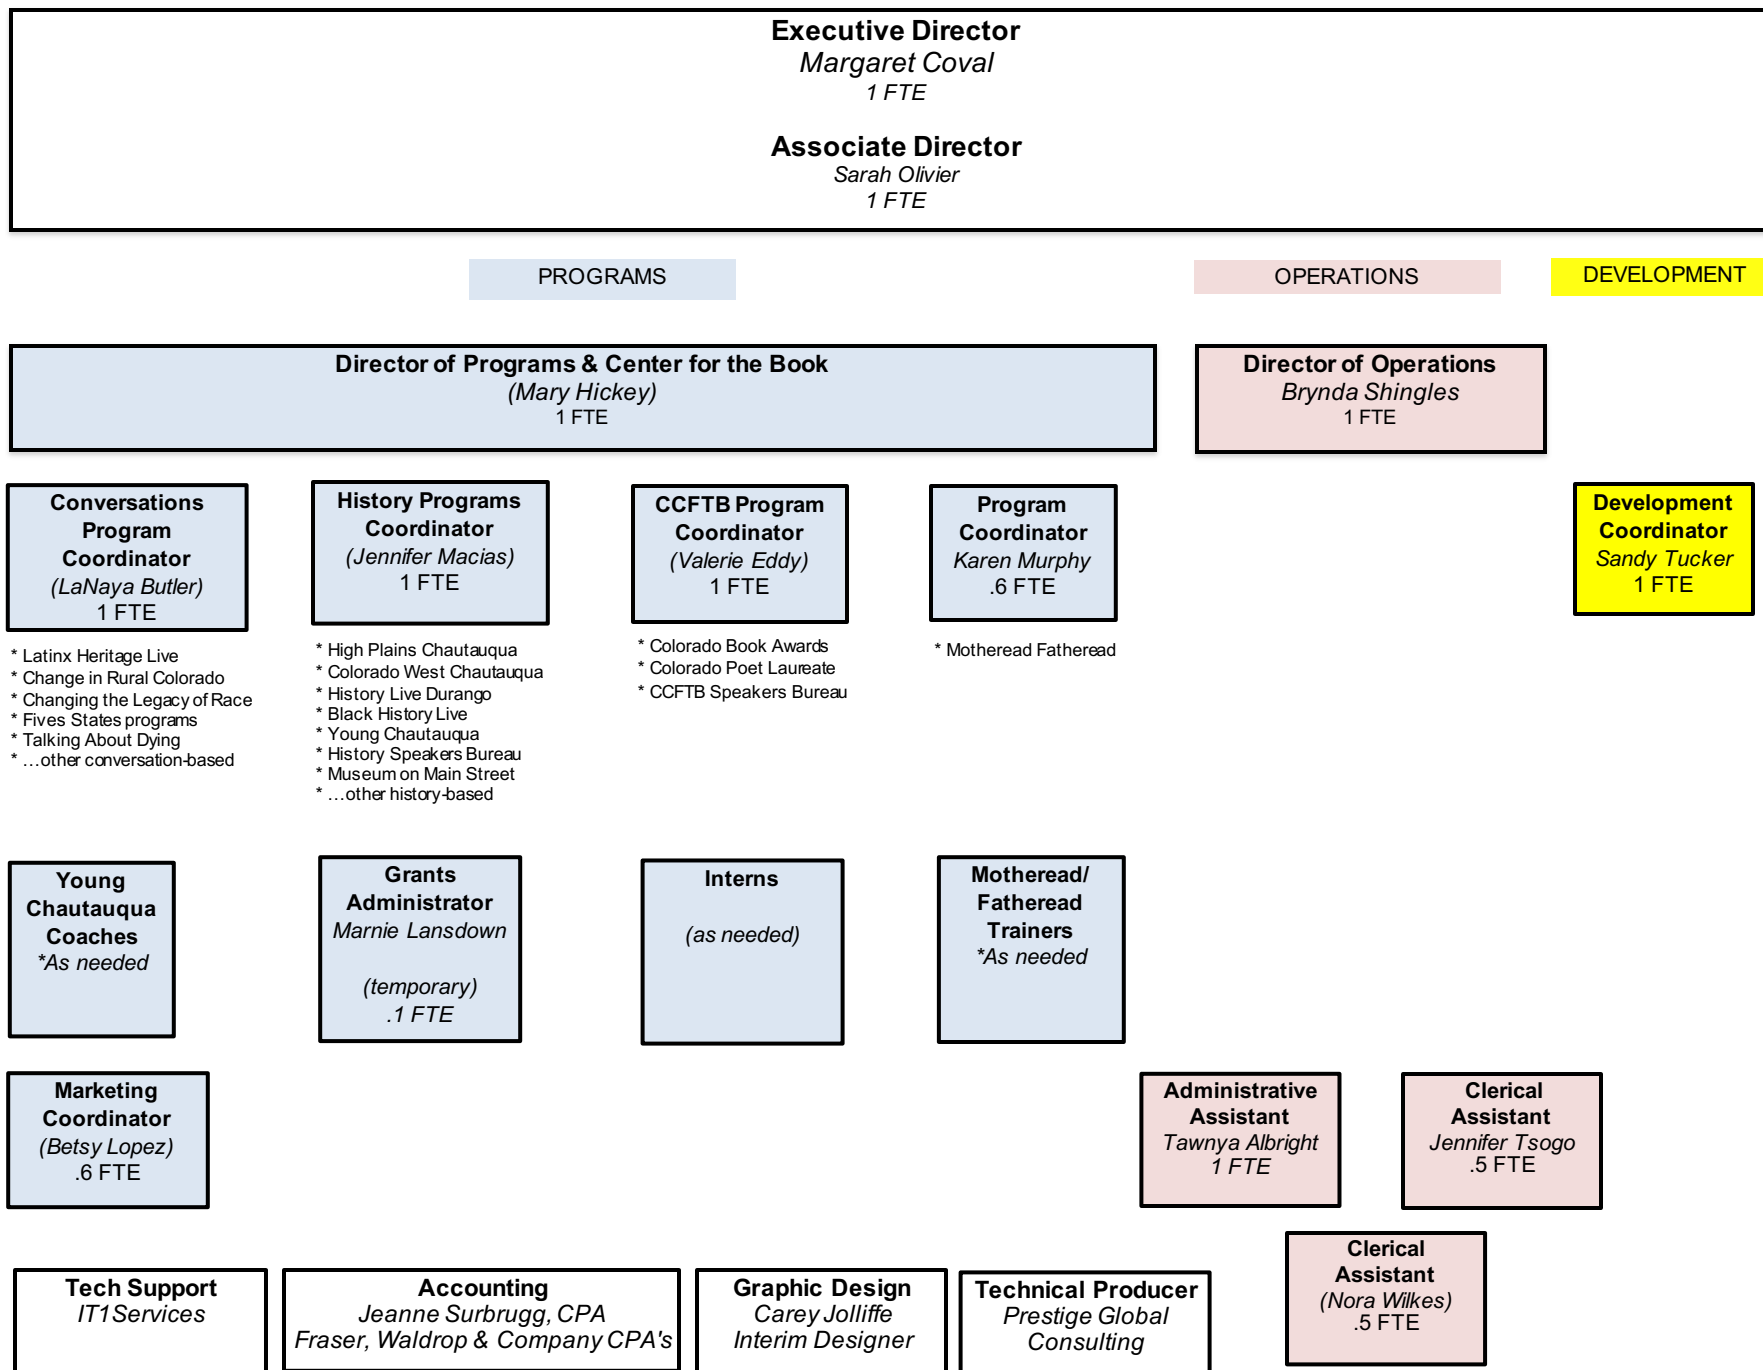 Executive Director
Margaret Coval
1 FTE
Associate Director
Sarah Olivier
1 FTE
PROGRAMS
OPERATIONS
DEVELOPMENT
Director of Programs & Center for the Book
(Mary Hickey)
1 FTE
Director of Operations
Brynda Shingles
1 FTE
Conversations
Program
Coordinator
(LaNaya Butler)
1 FTE
* Latinx Heritage Live
* Change in Rural Colorado
* Changing the Legacy of Race
* Fives States programs
* Talking About Dying
* …other conversation-based
History Programs
Coordinator
(Jennifer Macias)
1 FTE
* High Plains Chautauqua
* Colorado West Chautauqua
* History Live Durango
* Black History Live
* Young Chautauqua
* History Speakers Bureau
* Museum on Main Street
* …other history-based
CCFTB Program
Coordinator
(Valerie Eddy)
1 FTE
* Colorado Book Awards
* Colorado Poet Laureate
* CCFTB Speakers Bureau
Program
Coordinator
Karen Murphy
.6 FTE
* Motheread Fatheread
Development
Coordinator
Sandy Tucker
1 FTE
Young
Chautauqua
Coaches
*As needed
Grants
Administrator
Marnie Lansdown
(temporary)
.1 FTE
Interns
(as needed)
Motheread/
Fatheread
Trainers
*As needed
Marketing
Coordinator
(Betsy Lopez)
.6 FTE
Administrative
Assistant
Tawnya Albright
1 FTE
Clerical
Assistant
Jennifer Tsogo
.5 FTE
Clerical
Assistant
(Nora Wilkes)
.5 FTE
Tech Support
IT1Services
Accounting
Jeanne Surbrugg, CPA
Fraser, Waldrop & Company CPA's
Graphic Design
Carey Jolliffe
Interim Designer
Technical Producer
Prestige Global
Consulting